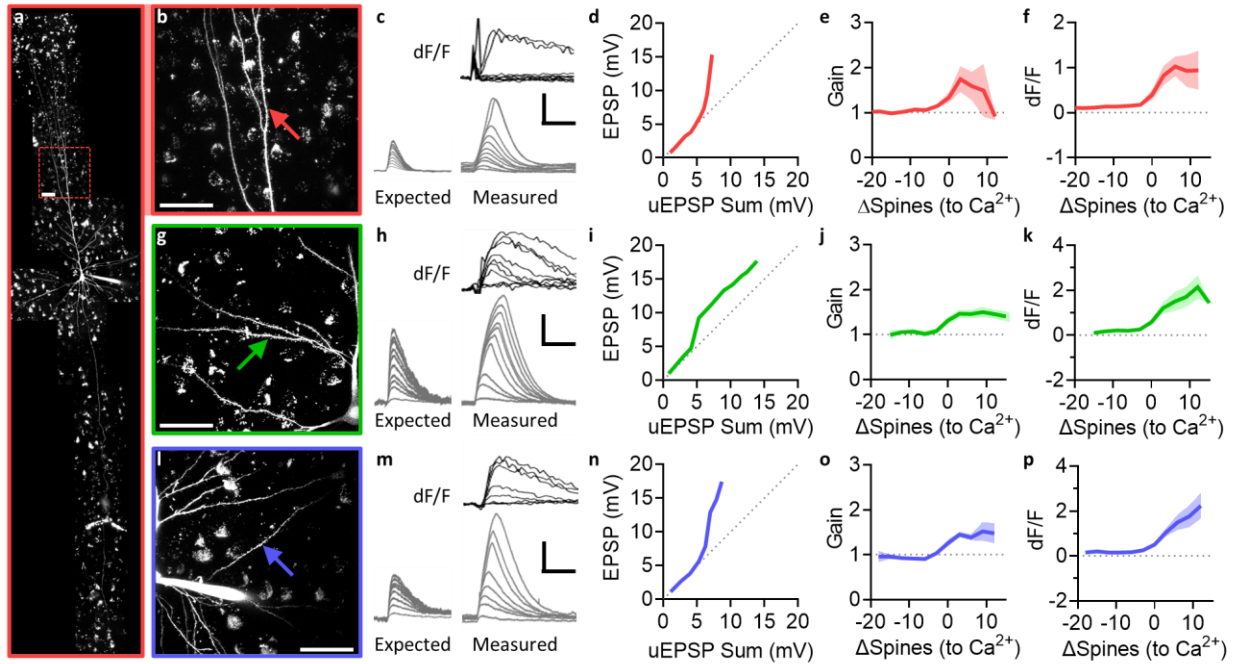 a
b
c
dF/F
Expected Measured
d
EPSP (mV)
20
15
10
5
0
0 5 10 15 20
uEPSP Sum (mV)
e
Gain
3
2
1
0
-20 -10 0 10
ΔSpines (to Ca2+)
f
dF/F
2
1
0
-1
-20 -10 0 10
ΔSpines (to Ca2+)
g
h
dF/F
Expected Measured
i
EPSP (mV)
20
15
10
5
0
0 5 10 15 20
uEPSP Sum (mV)
j
Gain
3
2
1
0
-20 -10 0 10
ΔSpines (to Ca2+)
k
dF/F
4
2
0
-2
-20 -10 0 10
ΔSpines (to Ca2+)
l
m
dF/F
Expected Measured
n
EPSP (mV)
20
15
10
5
0
0 5 10 15 20
uEPSP Sum (mV)
o
Gain
3
2
1
0
-20 -10 0 10
ΔSpines (to Ca2+)
p
dF/F
4
2
0
-2
-20 -10 0 10
ΔSpines (to Ca2+)